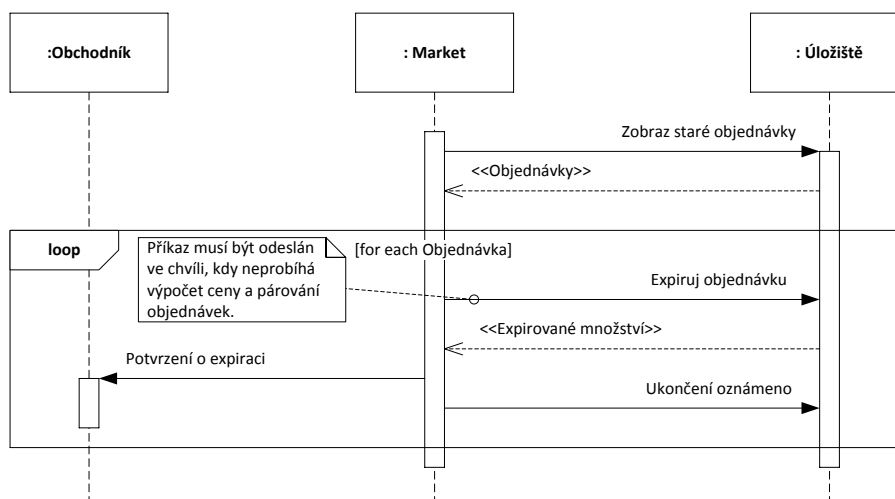 :Obchodník
: Market
: Úložiště
Zobraz staré objednávky
<<Objednávky>>
loop
Příkaz musí být odeslán
ve chvíli, kdy neprobíhá
výpočet ceny a párování
objednávek.
[for each Objednávka]
Expiruj objednávku
<<Expirované množství>>
Potvrzení o expiraci
Ukončení oznámeno